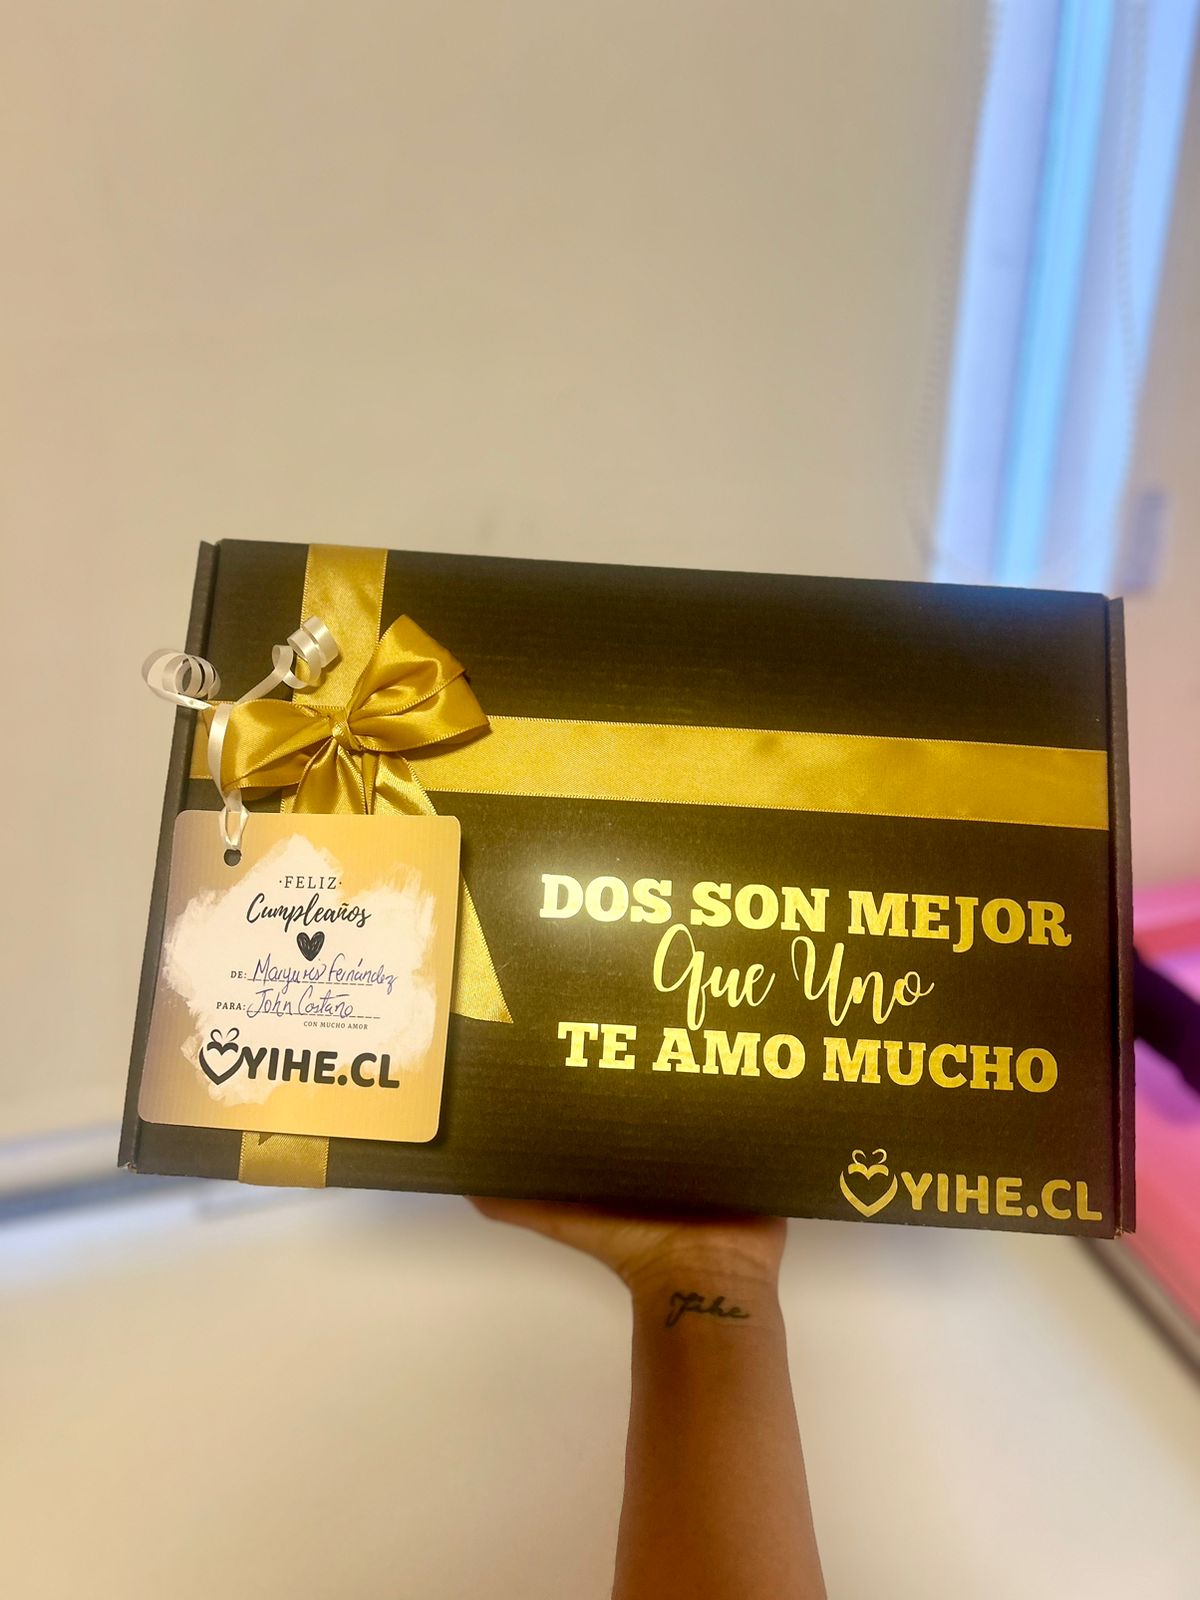 ·FELIZ·
Cumpleaños
DE: Fernández
PARA: John Castaño
CON MUCHO AMOR
YIHE.CL
DOS SON MEJOR
Que Uno
TE AMO MUCHO
YIHE.CL